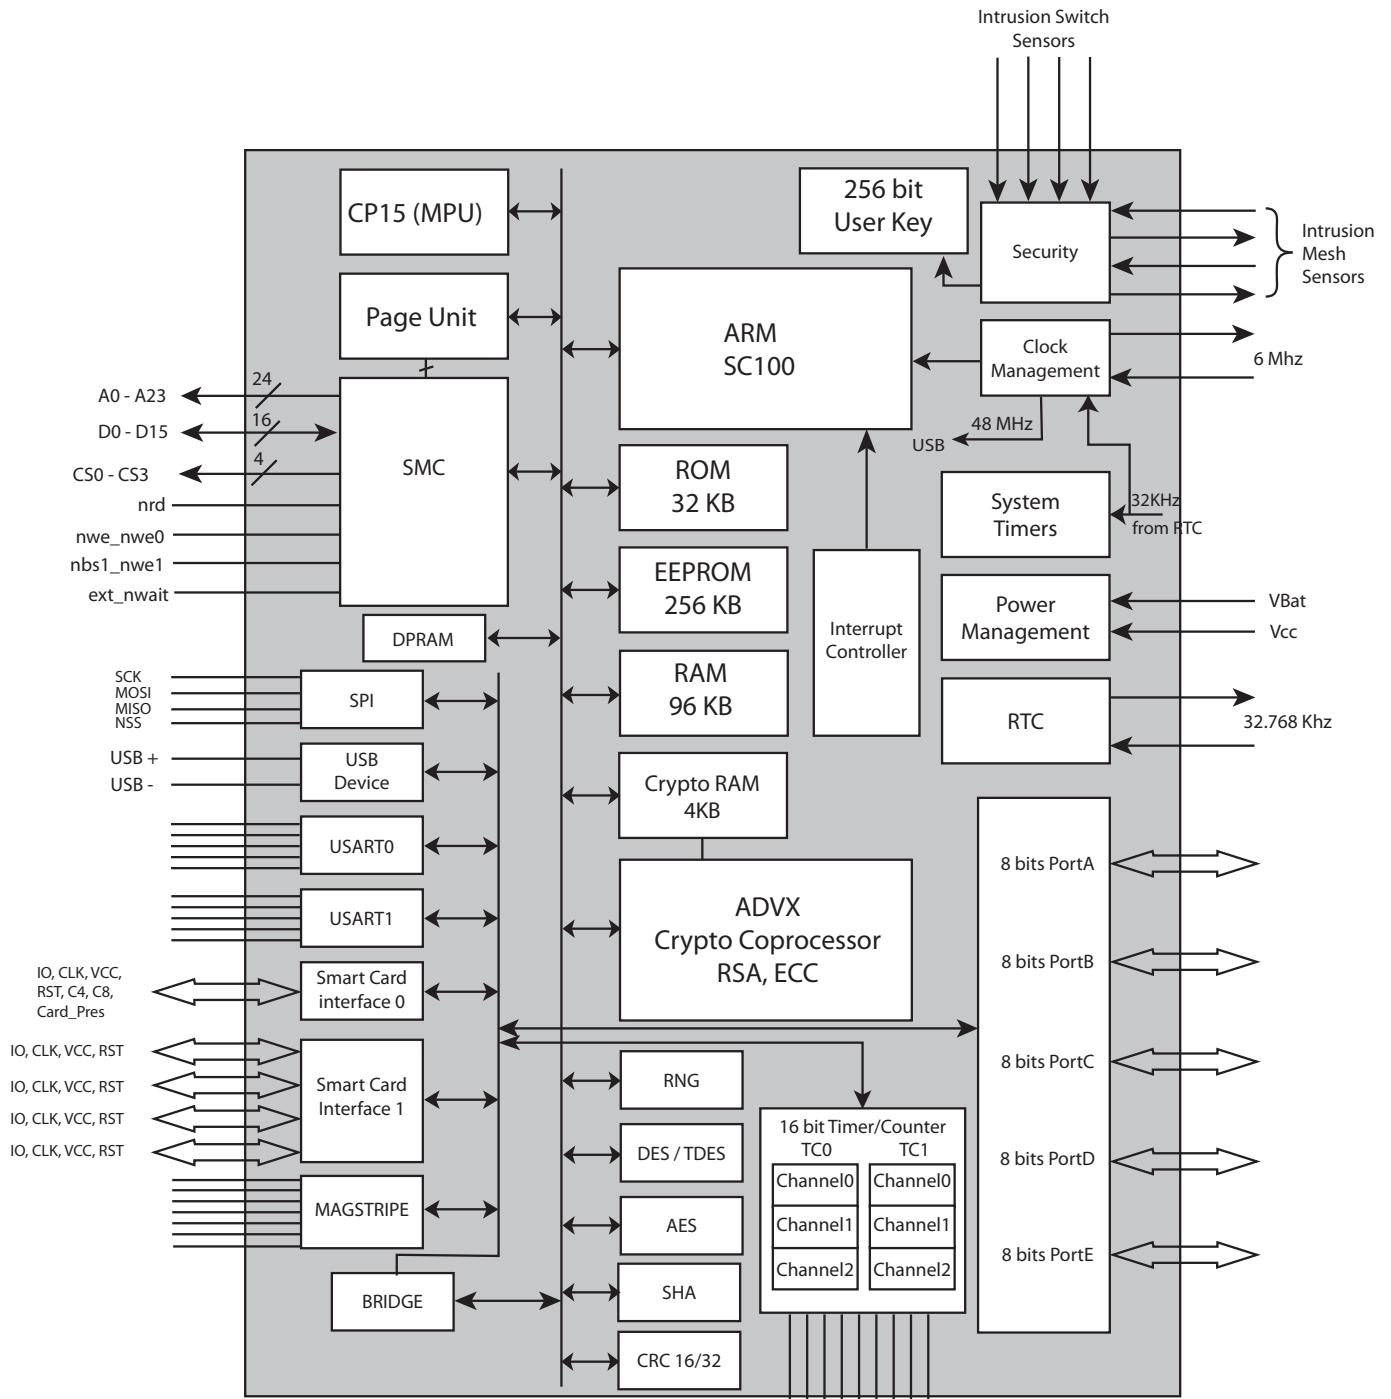 Intrusion Switch
Sensors
CP15 (MPU)
256 bit
User Key
Security
Intrusion
Mesh
Sensors
Page Unit
ARM
SC100
Clock
Management
6 Mhz
48 MHz
USB
A0 - A23
24
D0 - D15
16
CS0 - CS3
4
nrd
nwe_nwe0
nbs1_nwe1
ext_nwait
SMC
ROM
32 KB
System
Timers
32KHz
from RTC
EEPROM
256 KB
Interrupt
Controller
Power
Management
VBat
Vcc
DPRAM
RAM
96 KB
RTC
32.768 Khz
SCK
MOSI
MISO
NSS
SPI
USB +
USB -
USB
Device
Crypto RAM
4KB
USART0
USART1
ADVX
Crypto Coprocessor
RSA, ECC
8 bits PortA
8 bits PortB
8 bits PortC
8 bits PortD
8 bits PortE
IO, CLK, VCC,
RST, C4, C8,
Card_Pres
Smart Card
interface 0
IO, CLK, VCC, RST
IO, CLK, VCC, RST
IO, CLK, VCC, RST
IO, CLK, VCC, RST
Smart Card
Interface 1
MAGSTRIPE
BRIDGE
RNG
DES / TDES
AES
SHA
CRC 16/32
16 bit Timer/Counter
TC0 TC1
Channel0 Channel0
Channel1 Channel1
Channel2 Channel2